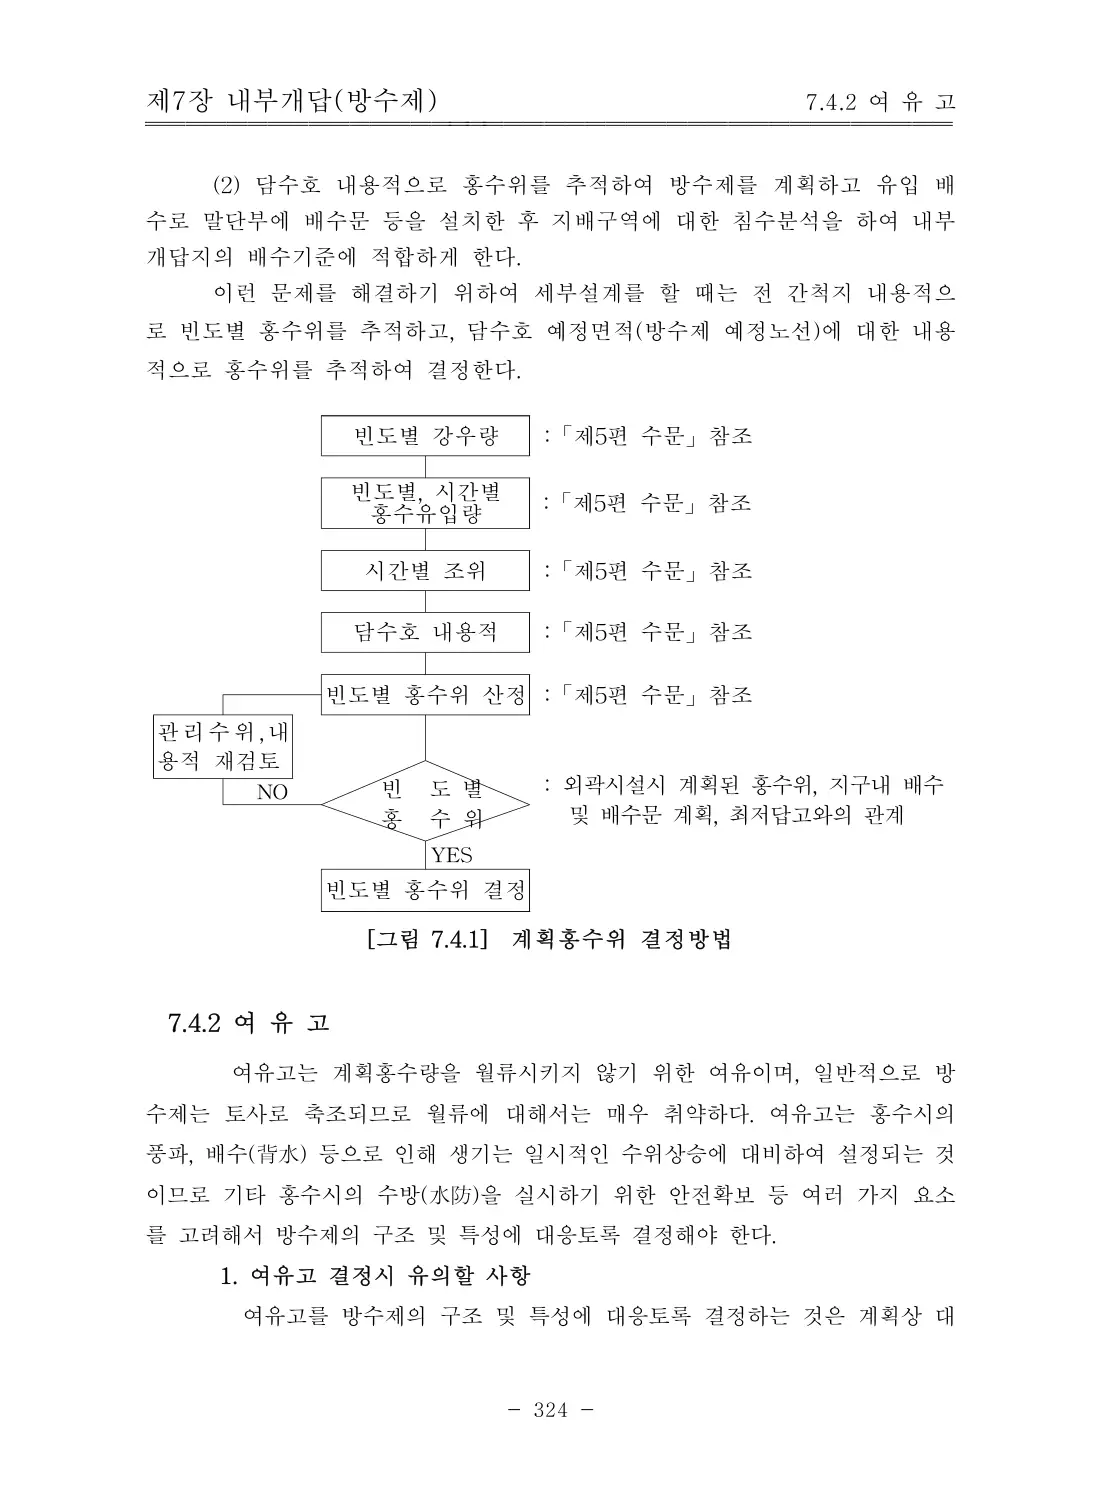 제7장 내부개답(방수제)
7.4.2 여 유 고
(2) 담수호 내용적으로 홍수위를 추적하여 방수제를 계획하고 유입 배
수로 말단부에 배수문 등을 설치한 후 지배구역에 대한 침수분석을 하여 내부
개답지의 배수기준에 적합하게 한다.
이런 문제를 해결하기 위하여 세부설계를 할 때는 전 간척지 내용적으
로 빈도별 홍수위를 추적하고, 담수호 예정면적(방수제 예정노선)에 대한 내용
적으로 홍수위를 추적하여 결정한다.
빈도별 강우량 :「제5편 수문」참조
빈도별, 시간별
홍수유입량
:「제5편 수문」참조
시간별 조위 :「제5편 수문」참조
담수호 내용적 :「제5편 수문」참조
빈도별 홍수위 산정 :「제5편 수문」참조
관리수위,내
용적 재검토
NO
빈 도별
홍 수위
: 외곽시설시 계획된 홍수위, 지구내 배수
및 배수문 계획, 최저답고와의 관계
YES
빈도별 홍수위 결정
[그림 7.4.1] 계획홍수위 결정방법
7.4.2 여 유 고
여유고는 계획홍수량을 월류시키지 않기 위한 여유이며, 일반적으로 방
수제는 토사로 축조되므로 월류에 대해서는 매우 취약하다. 여유고는 홍수시의
풍파, 배수(背水) 등으로 인해 생기는 일시적인 수위상승에 대비하여 설정되는 것
이므로 기타 홍수시의 수방(水防)을 실시하기 위한 안전확보 등 여러 가지 요소
를 고려해서 방수제의 구조 및 특성에 대응토록 결정해야 한다.
1. 여유고 결정시 유의할 사항
여유고를 방수제의 구조 및 특성에 대응토록 결정하는 것은 계획상 대
- 324 -